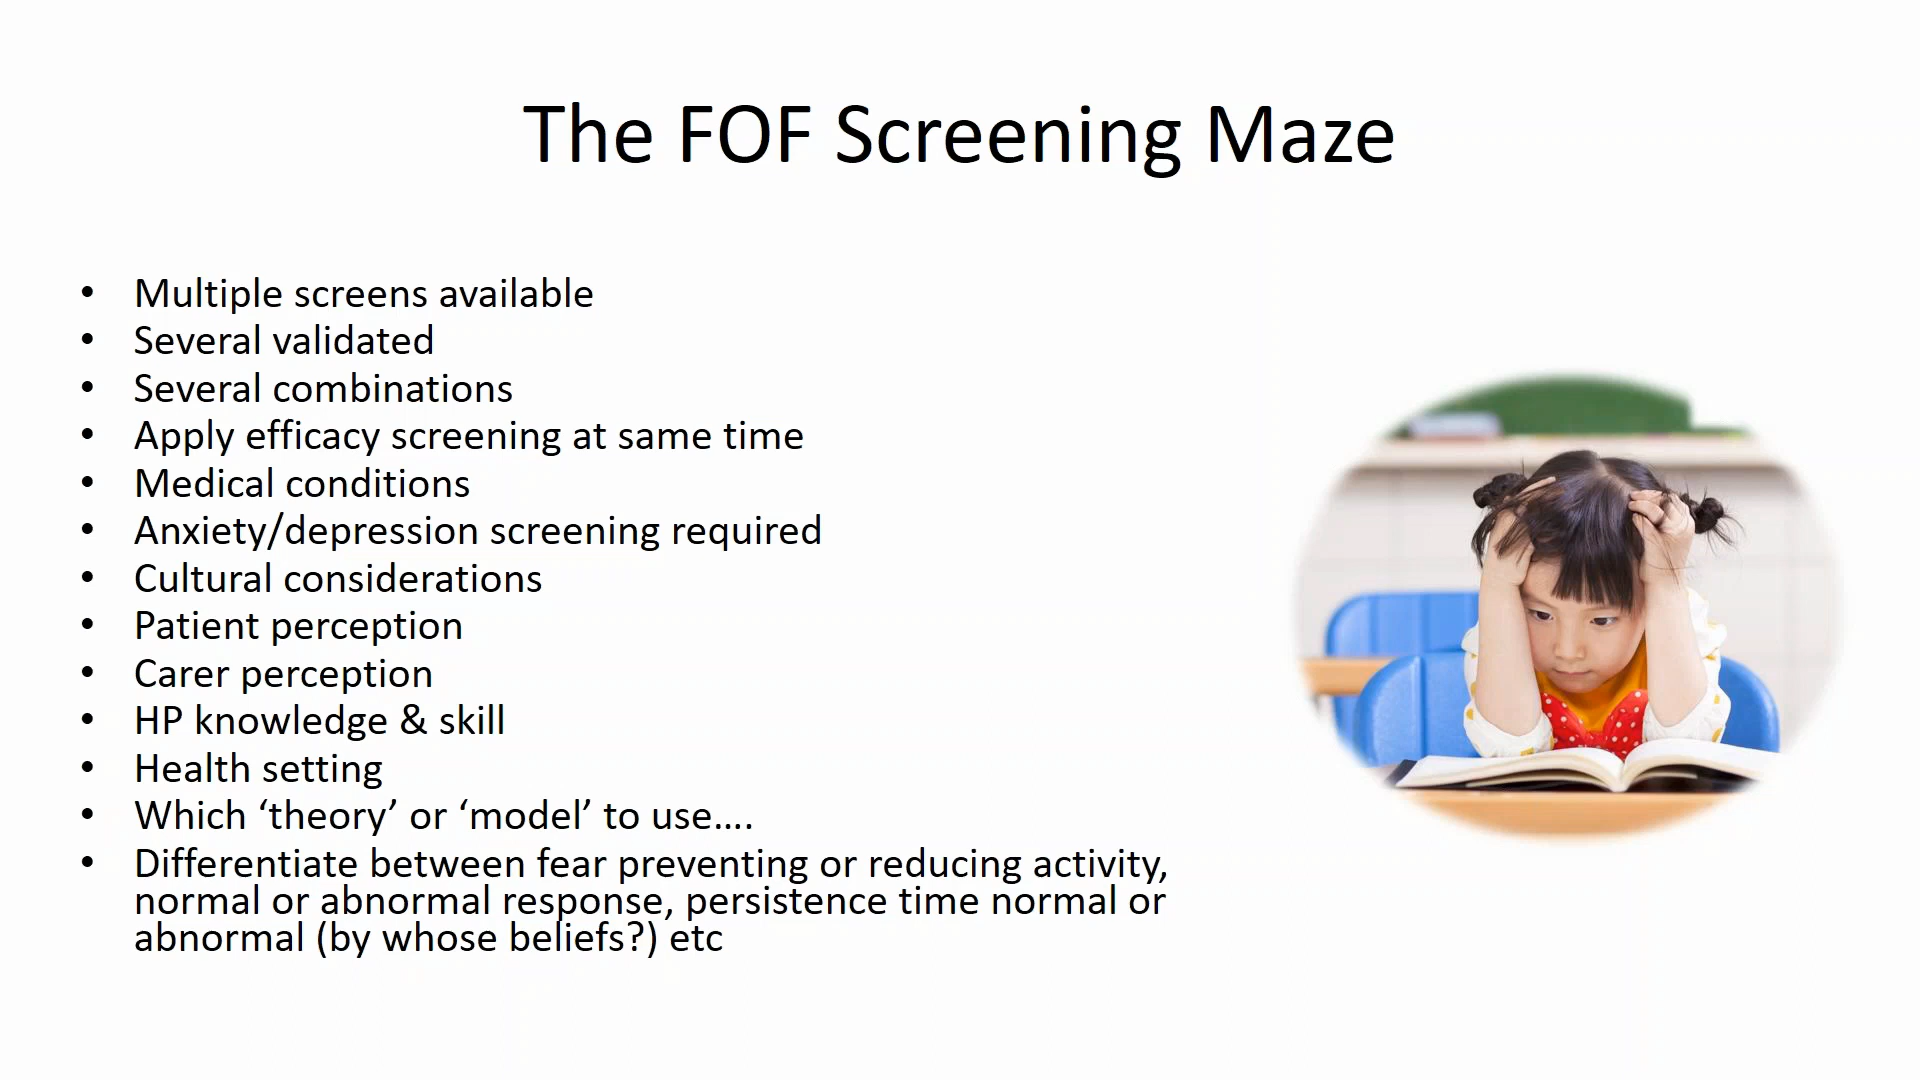 The FOF Screening Maze
• Multiple screens available
• Several validated
• Several combinations
• Apply efficacy screening at same time
• Medical conditions
• Anxiety/depression screening required
• Cultural considerations
• Patient perception
• Carer perception
• HP knowledge & skill
• Health setting
• Which ‘theory’ or ‘model’ to use….
• Differentiate between fear preventing or reducing activity,
normal or abnormal response, persistence time normal or
abnormal (by whose beliefs?) etc